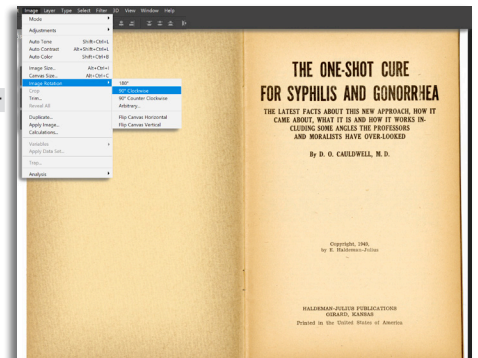 Image Layer Type Select Filter 3D View Window Help
Mode
Adjustments
Auto Tone Shift+Ctrl+L
Auto Contrast Alt+Shift+Ctrl+L
Auto Color Shift+Ctrl+B
Image Size... Alt+Ctrl+I
Canvas Size... Alt+Ctrl+C
Image Rotation
Crop
Trim...
Reveal All
Duplicate...
Apply Image...
Calculations...
Variables
Apply Data Set...
Trap...
Analysis
180°
90° Clockwise
90° Counter Clockwise
Arbitrary...
Flip Canvas Horizontal
Flip Canvas Vertical
THE ONE-SHOT CURE
FOR SYPHILIS AND GONORRHEA
THE LATEST FACTS ABOUT THIS NEW APPROACH, HOW IT
CAME ABOUT, WHAT IT IS AND HOW IT WORKS IN-
CLUDING SOME ANGLES THE PROFESSORS
AND MORALISTS HAVE OVER-LOOKED
By D. O. CAULDWELL, M. D.
Copyright, 1949,
by E. Haldeman-Julius
HALDEMAN-JULIUS PUBLICATIONS
GIRARD, KANSAS
Printed in the United States of America